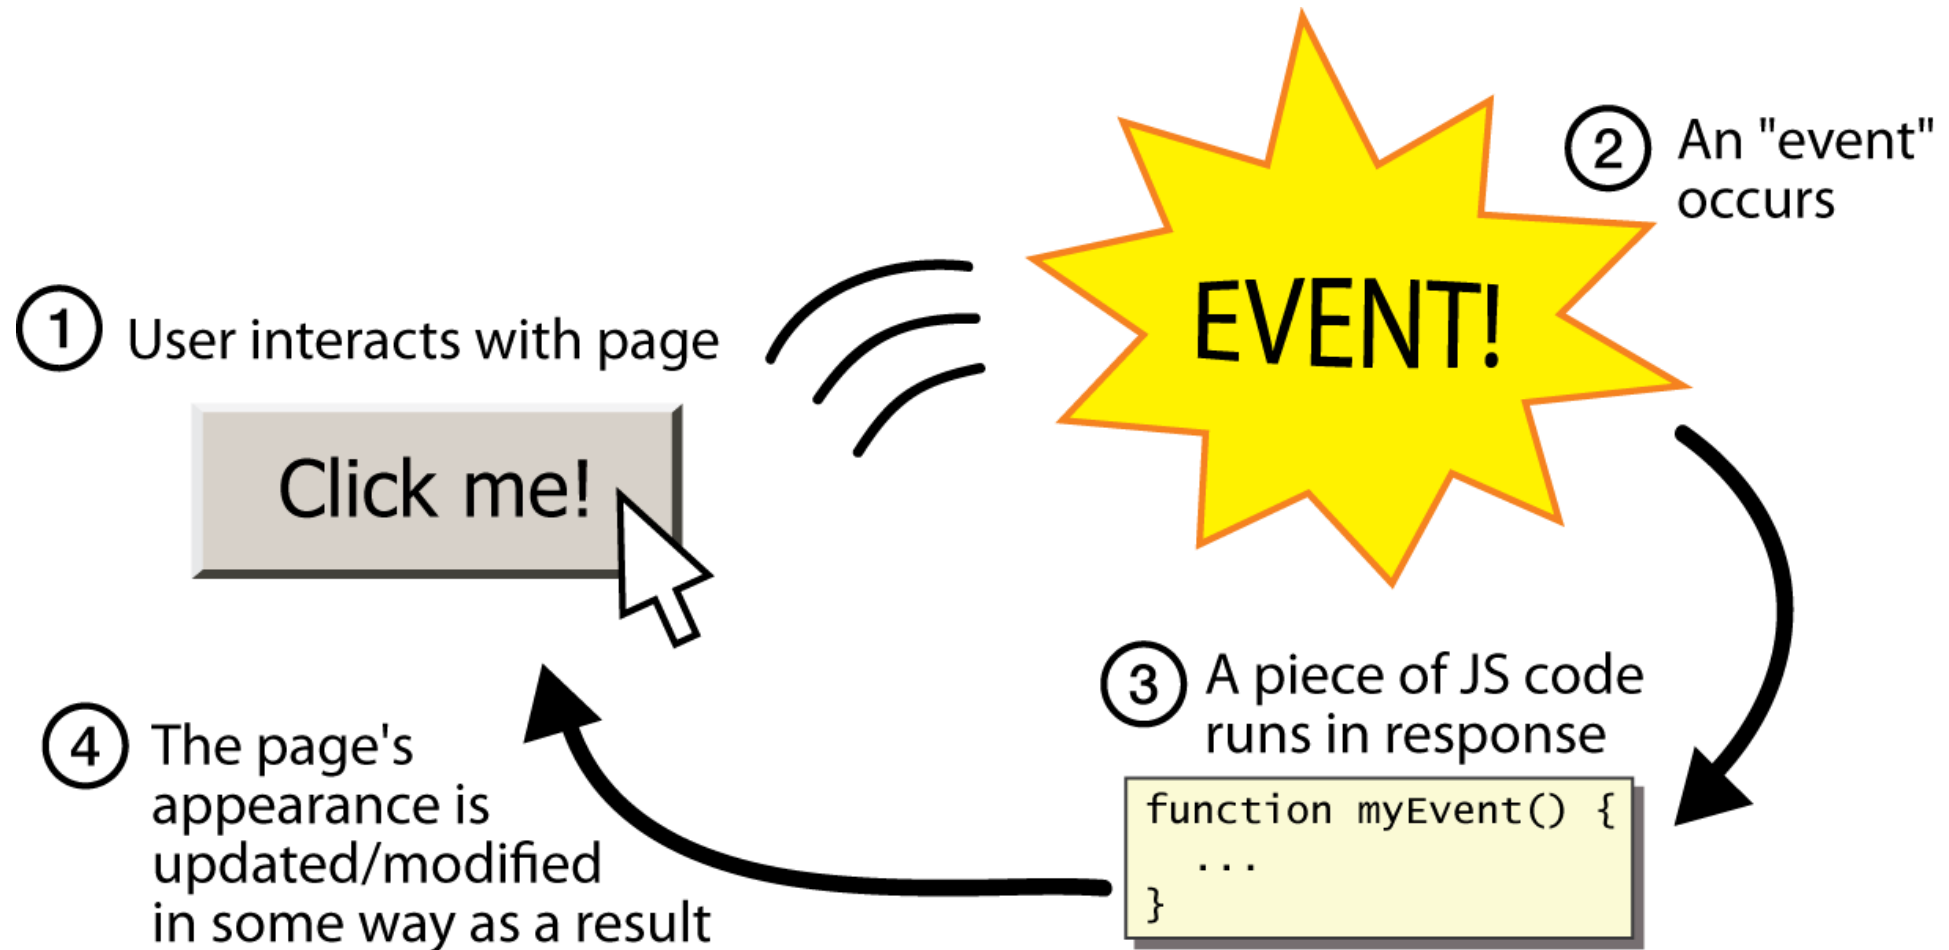 1 User interacts with page
Click me!
EVENT!
2 An "event"
occurs
3 A piece of JS code
runs in response
function myEvent() {
...
}
4 The page's
appearance is
updated/modified
in some way as a result